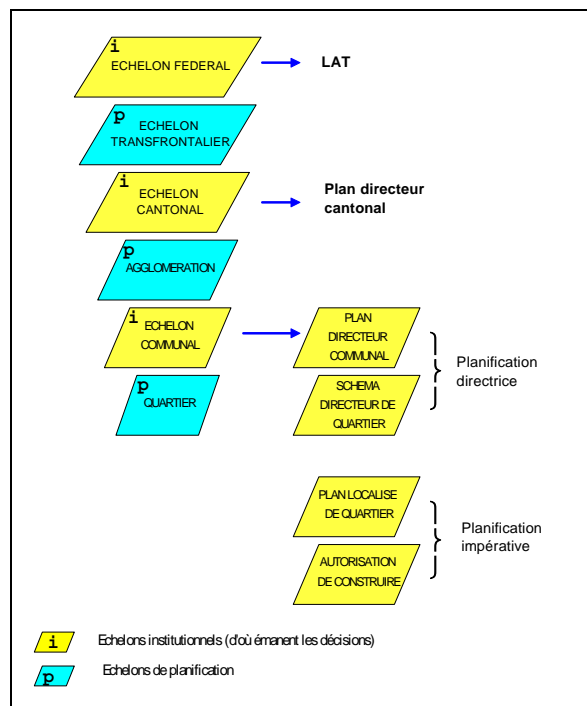 i
ECHELON FEDERAL
LAT
p
ECHELON
TRANSFRONTALIER
i
ECHELON
CANTONAL
Plan directeur
cantonal
p
AGGLOMERATION
i
ECHELON
COMMUNAL
PLAN
DIRECTEUR
COMMUNAL
Planification
directrice
p
QUARTIER
SCHEMA
DIRECTEUR DE
QUARTIER
PLAN LOCALISE
DE QUARTIER
Planification
impérative
AUTORISATION
DE CONSTRUIRE
i Echelons institutionnels (d'où émanent les décisions)
p Echelons de planification